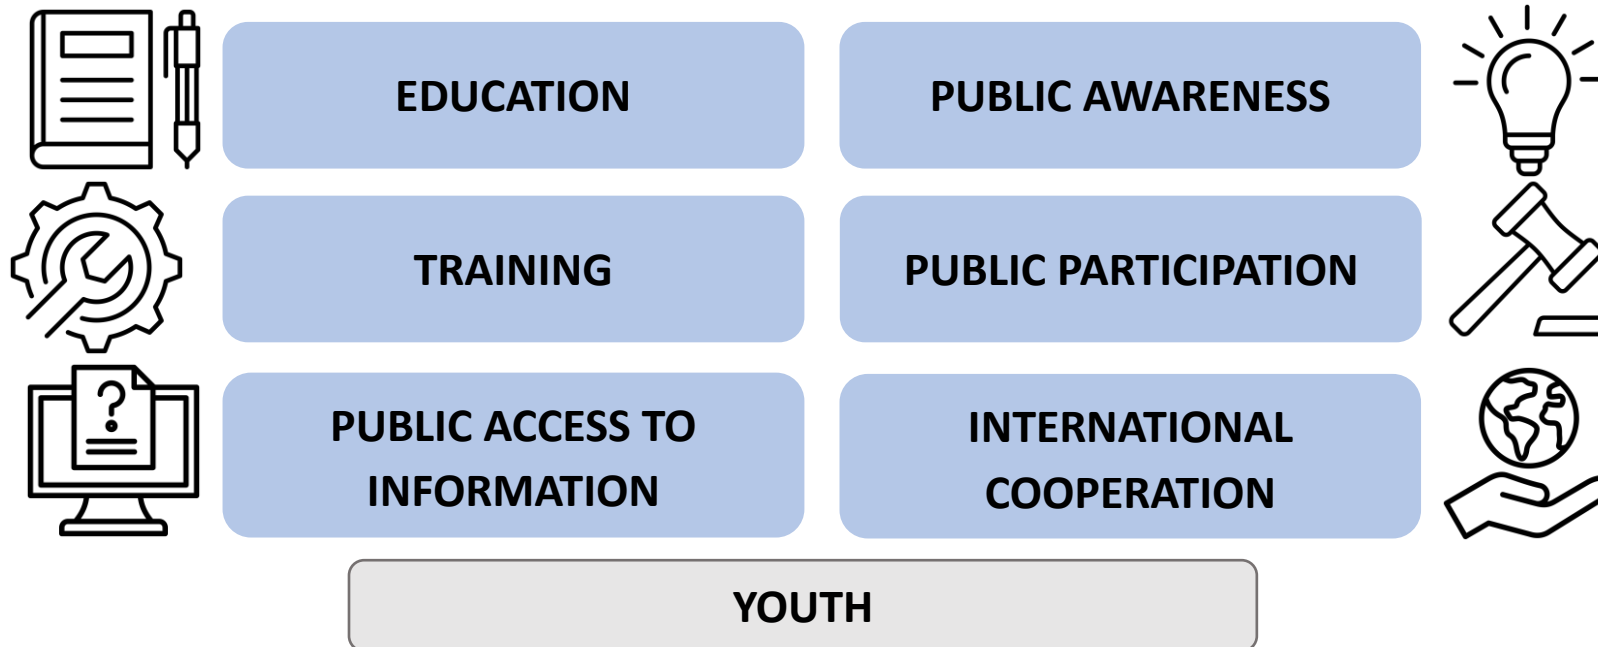 EDUCATION
PUBLIC AWARENESS
TRAINING
PUBLIC PARTICIPATION
PUBLIC ACCESS TO
INFORMATION
INTERNATIONAL
COOPERATION
YOUTH
?